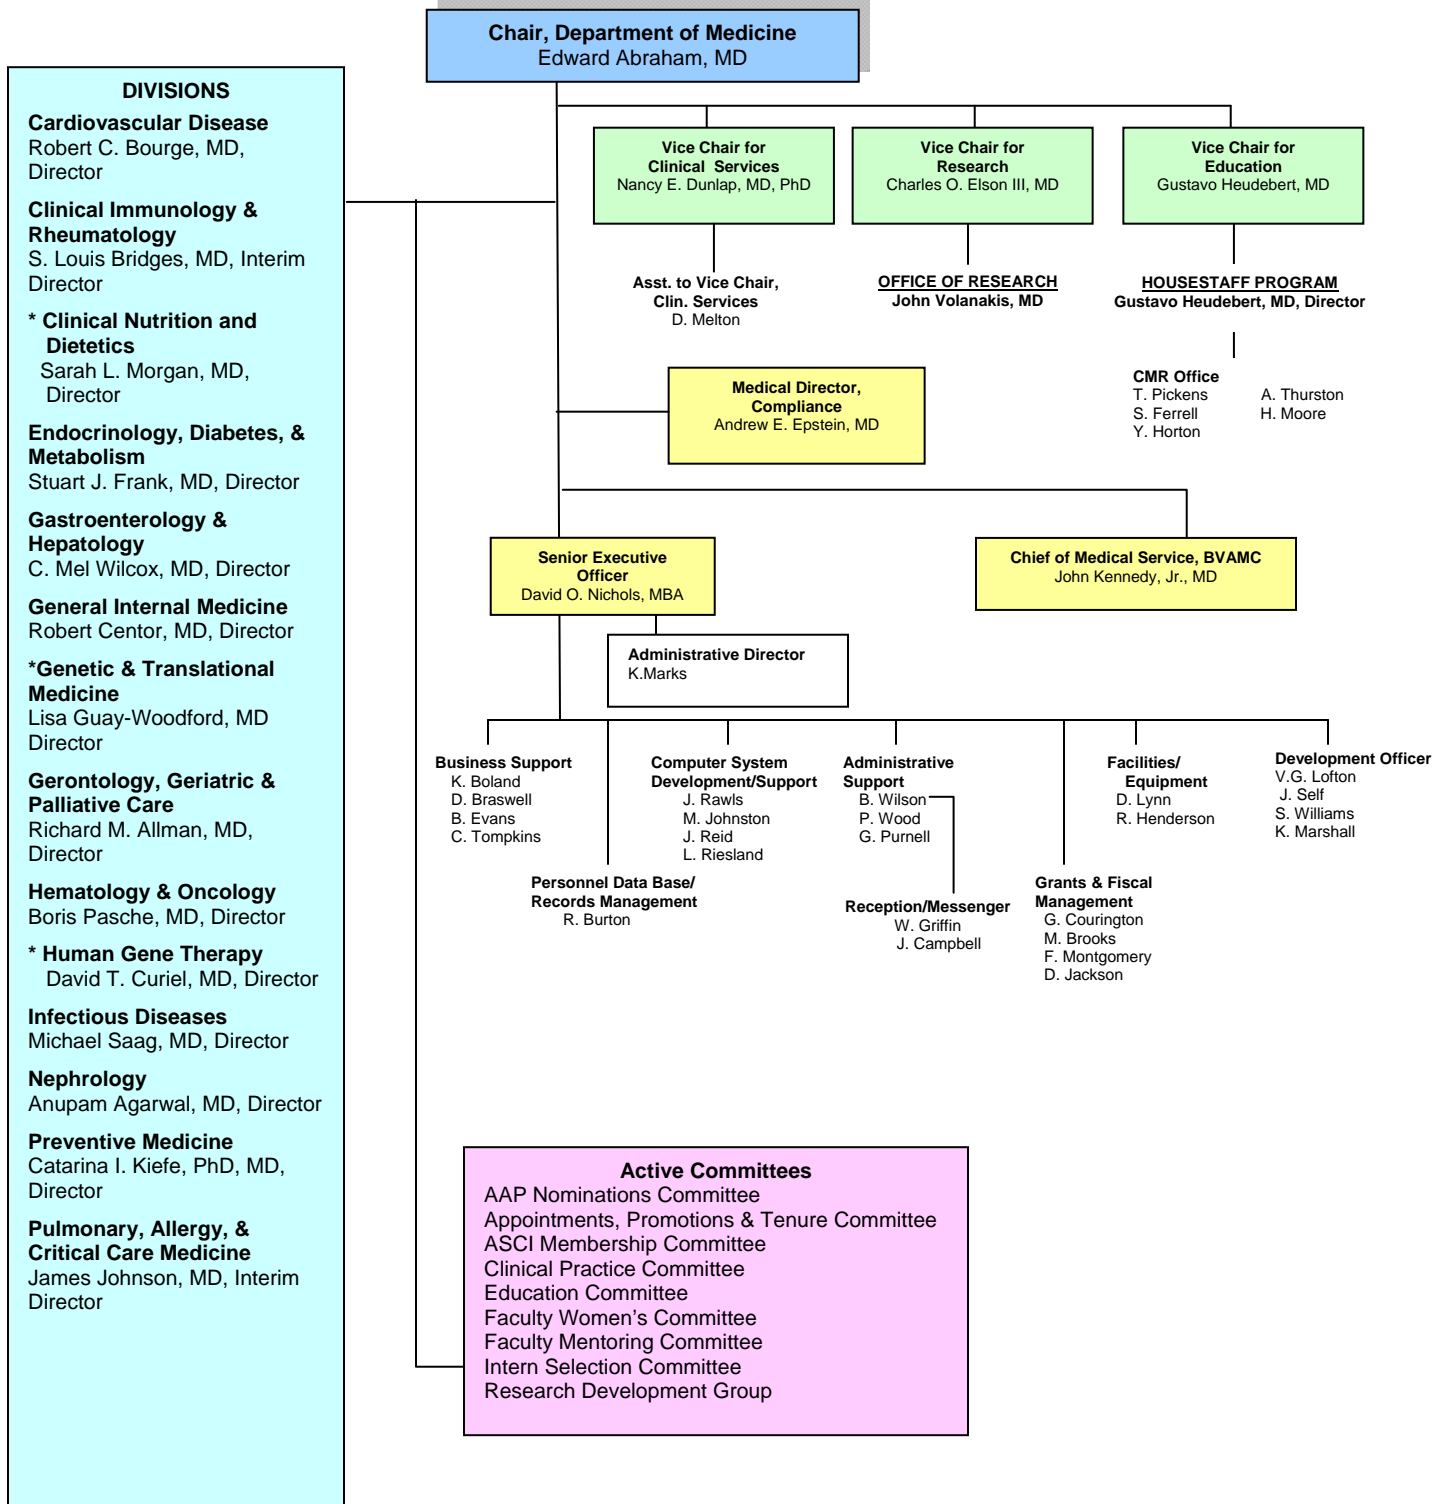 Chair, Department of Medicine
Edward Abraham, MD
DIVISIONS
Cardiovascular Disease
Robert C. Bourge, MD,
Director
Clinical Immunology &
Rheumatology
S. Louis Bridges, MD, Interim
Director
* Clinical Nutrition and
Dietetics
Sarah L. Morgan, MD,
Director
Endocrinology, Diabetes, &
Metabolism
Stuart J. Frank, MD, Director
Gastroenterology &
Hepatology
C. Mel Wilcox, MD, Director
General Internal Medicine
Robert Centor, MD, Director
*Genetic & Translational
Medicine
Lisa Guay-Woodford, MD
Director
Gerontology, Geriatric &
Palliative Care
Richard M. Allman, MD,
Director
Hematology & Oncology
Boris Pasche, MD, Director
* Human Gene Therapy
David T. Curiel, MD, Director
Infectious Diseases
Michael Saag, MD, Director
Nephrology
Anupam Agarwal, MD, Director
Preventive Medicine
Catarina I. Kiefe, PhD, MD,
Director
Pulmonary, Allergy, &
Critical Care Medicine
James Johnson, MD, Interim
Director
Vice Chair for
Clinical Services
Nancy E. Dunlap, MD, PhD
Vice Chair for
Research
Charles O. Elson III, MD
Vice Chair for
Education
Gustavo Heudebert, MD
Asst. to Vice Chair,
Clin. Services
D. Melton
OFFICE OF RESEARCH
John Volanakis, MD
HOUSESTAFF PROGRAM
Gustavo Heudebert, MD, Director
CMR Office
T. Pickens
S. Ferrell
Y. Horton
A. Thurston
H. Moore
Medical Director,
Compliance
Andrew E. Epstein, MD
Senior Executive
Officer
David O. Nichols, MBA
Chief of Medical Service, BVAMC
John Kennedy, Jr., MD
Administrative Director
K.Marks
Business Support
K. Boland
D. Braswell
B. Evans
C. Tompkins
Personnel Data Base/
Records Management
R. Burton
Computer System
Development/Support
J. Rawls
M. Johnston
J. Reid
L. Riesland
Administrative
Support
B. Wilson
P. Wood
G. Purnell
Reception/Messenger
W. Griffin
J. Campbell
Grants & Fiscal
Management
G. Courington
M. Brooks
F. Montgomery
D. Jackson
Facilities/
Equipment
D. Lynn
R. Henderson
Development Officer
V.G. Lofton
J. Self
S. Williams
K. Marshall
Active Committees
AAP Nominations Committee
Appointments, Promotions & Tenure Committee
ASCI Membership Committee
Clinical Practice Committee
Education Committee
Faculty Women’s Committee
Faculty Mentoring Committee
Intern Selection Committee
Research Development Group